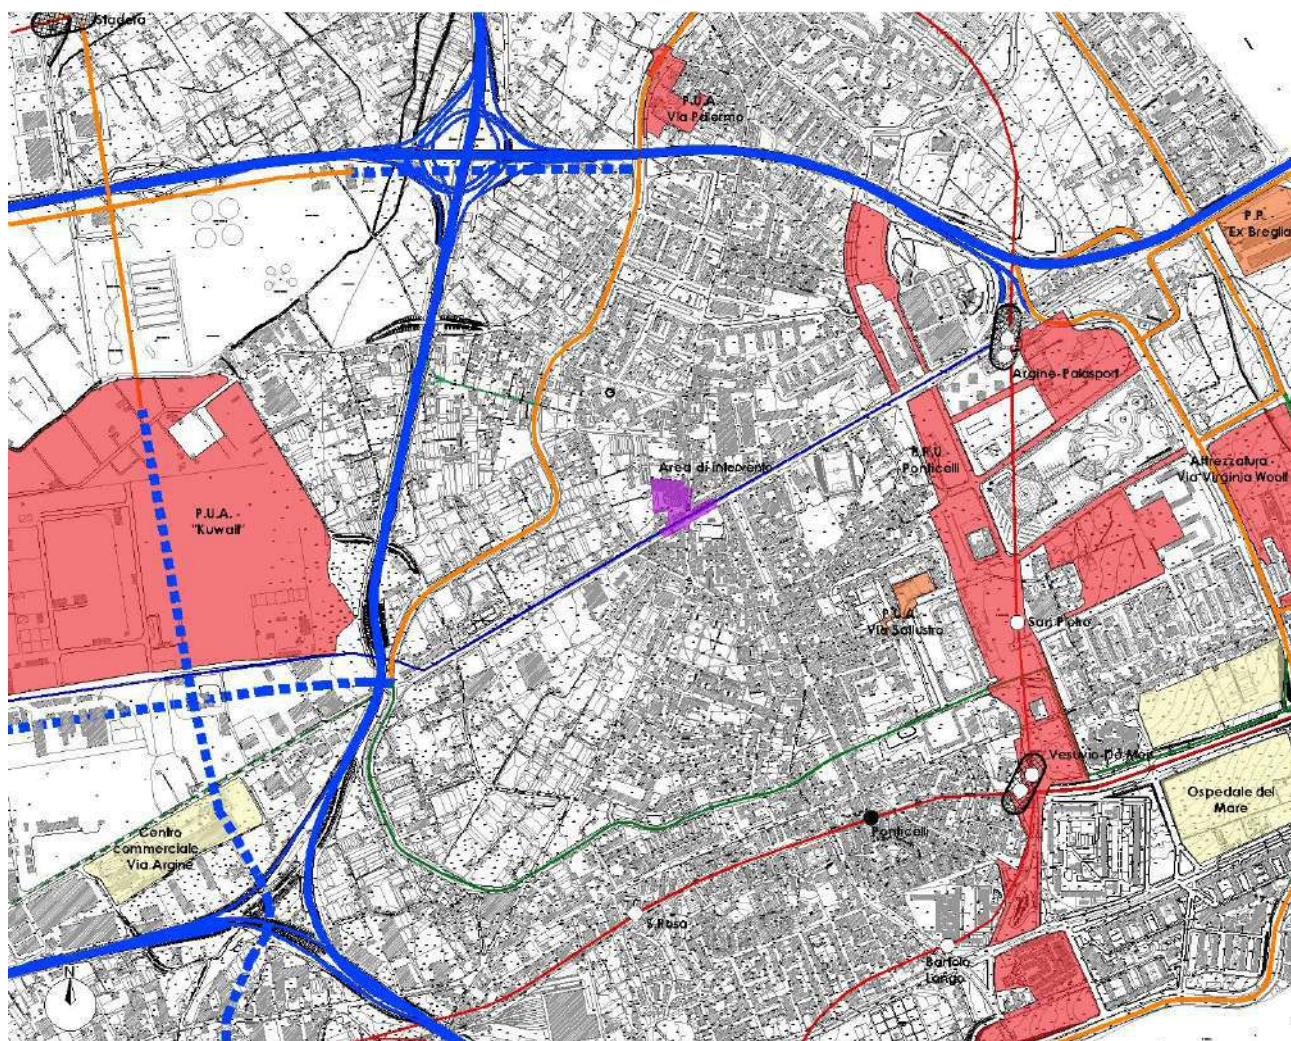 Stadera
P.U.A.
Via Palermo
P.P. -
Ex Breglia
Argine-Palasport
Area di intervento
P.R.U.
Ponticelli
Attrezzatura -
Via Virginia Woolf
P.U.A. -
"Kuwait"
P.U.A.
Via Sallustro
San Pietro
Vesuvio-De Meis
Ospedale del
Mare
Centro
commerciale
Via Argine
Ponticelli
S.Rosa
Bartolo
Longo
N